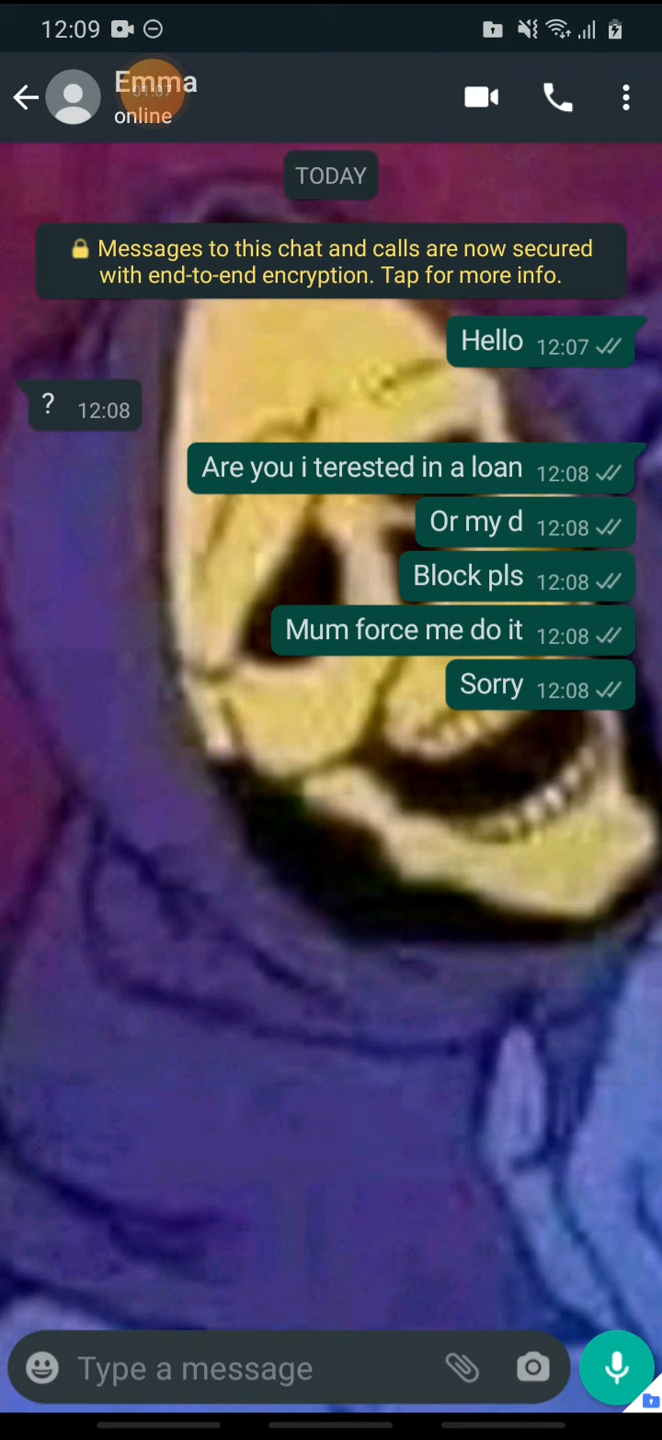 12:09
Emma
01:07
online
TODAY
Messages to this chat and calls are now secured
with end-to-end encryption. Tap for more info.
Hello 12:07
? 12:08
Are you i terested in a loan 12:08
Or my d 12:08
Block pls 12:08
Mum force me do it 12:08
Sorry 12:08
Type a message